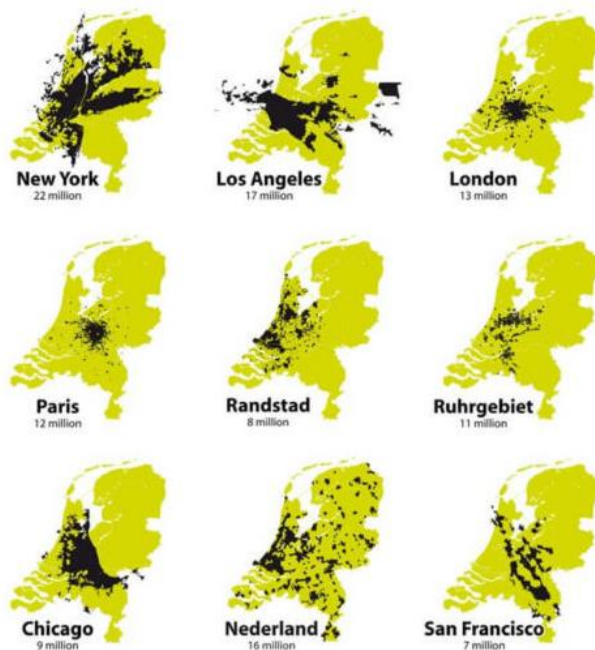 New York
22 million
Los Angeles
17 million
London
13 million
Paris
12 million
Randstad
8 million
Ruhrgebiet
11 million
Chicago
9 million
Nederland
16 million
San Francisco
7 million